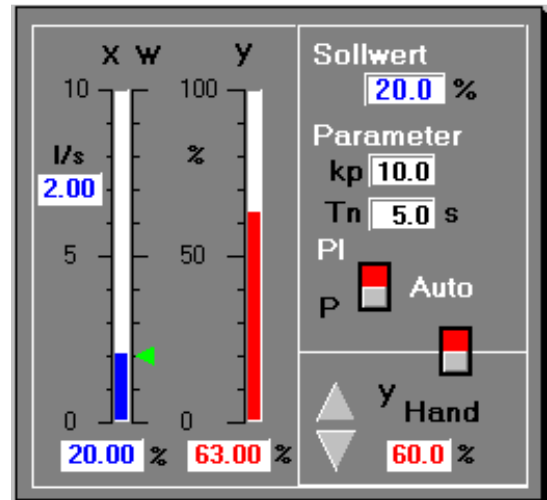 x w y
10 100
l/s %
2.00
5 50
0 0
20.00 % 63.00 %
Sollwert
20.0 %
Parameter
kp 10.0
Tn 5.0 s
PI
P Auto
y Hand
60.0 %